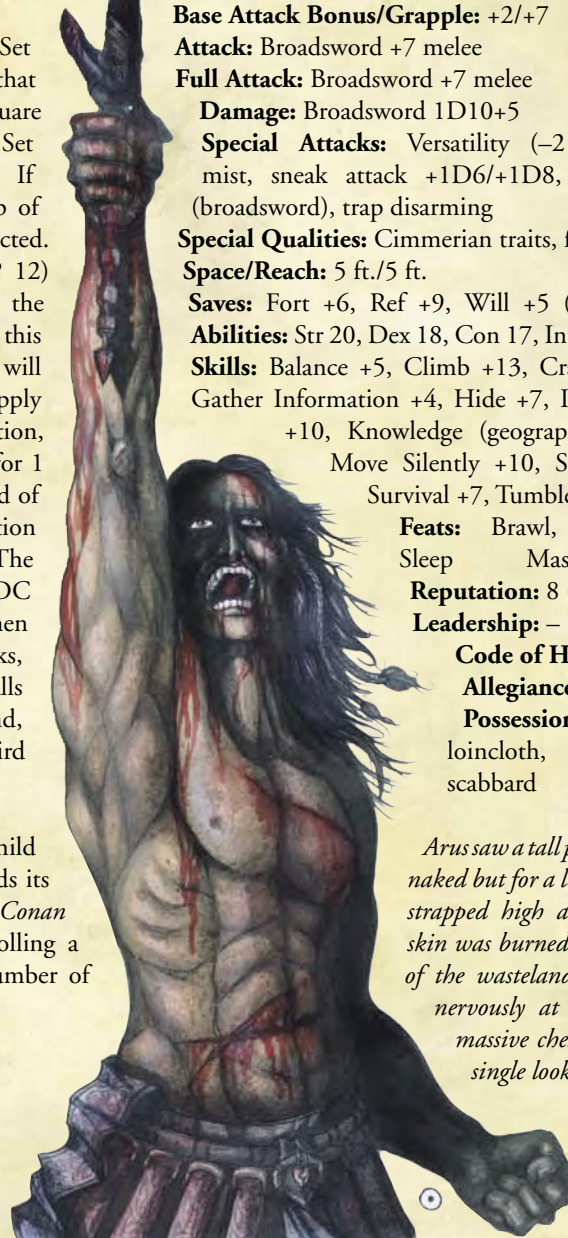 Set
that
uare
Set
If
of
cted.
12)
the
this
will
pply
tion,
for 1
d of
tion
The
DC
hen
ks,
lls
nd,
ird
hild
ds its
Conan
olling a
umber of
Base Attack Bonus/Grapple: +2/+7
Attack: Broadsword +7 melee
Full Attack: Broadsword +7 melee
Damage: Broadsword 1D10+5
Special Attacks: Versatility (–2
mist, sneak attack +1D6/+1D8,
(broadsword), trap disarming
Special Qualities: Cimmerian traits, f
Space/Reach: 5 ft./5 ft.
Saves: Fort +6, Ref +9, Will +5 (
Abilities: Str 20, Dex 18, Con 17, In
Skills: Balance +5, Climb +13, Cra
Gather Information +4, Hide +7, I
+10, Knowledge (geograp
Move Silently +10, S
Survival +7, Tumble
Feats: Brawl,
Sleep Mas
Reputation: 8
Leadership: –
Code of H
Allegiance
Possession
loincloth,
scabbard
Arus saw a tall p
naked but for a l
strapped high a
skin was burned
of the wasteland
nervously at
massive che
single look